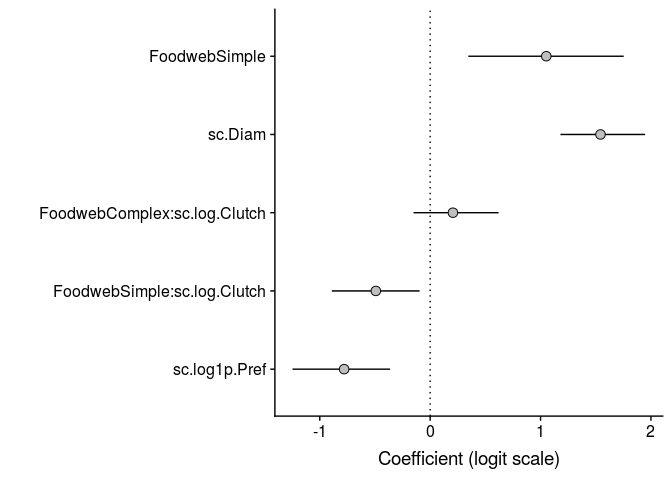 FoodwebSimple
sc.Diam
FoodwebComplex:sc.log.Clutch
FoodwebSimple:sc.log.Clutch
sc.log1p.Pref
-1 0 1 2
Coefficient (logit scale)